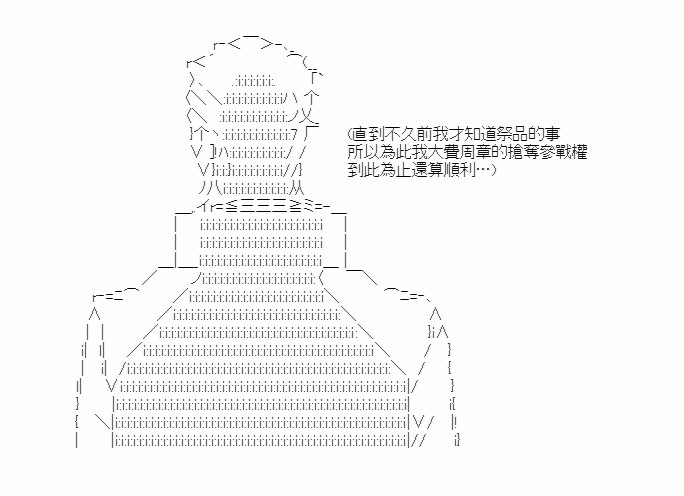 (直到不久前我才知道祭品的事
所以為此我大費周章的搶奪參戰權
到此為止還算順利…)